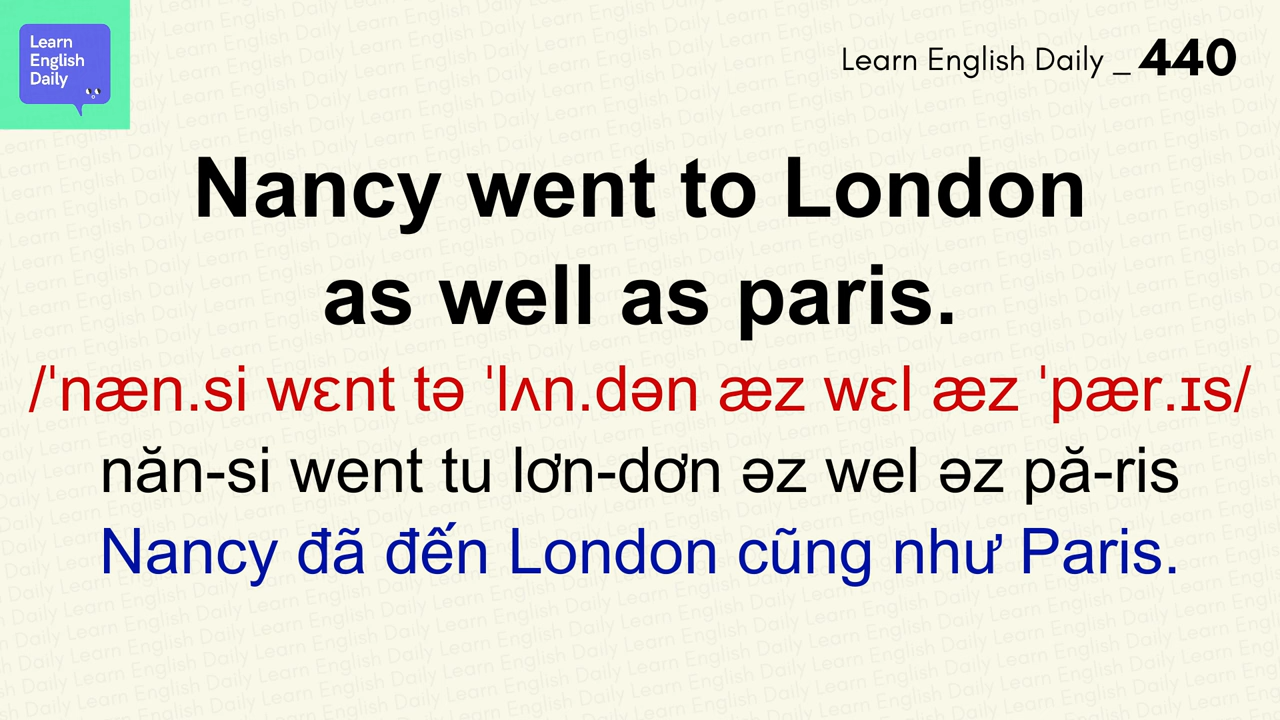 Learn
English
Daily
Learn English Daily _ 440
Nancy went to London
as well as paris.
/ˈnæn.si wɛnt tə ˈlʌn.dən æz wɛl æz ˈpær.ɪs/
năn-si went tu lơn-dơn əz wel əz pă-ris
Nancy đã đến London cũng như Paris.